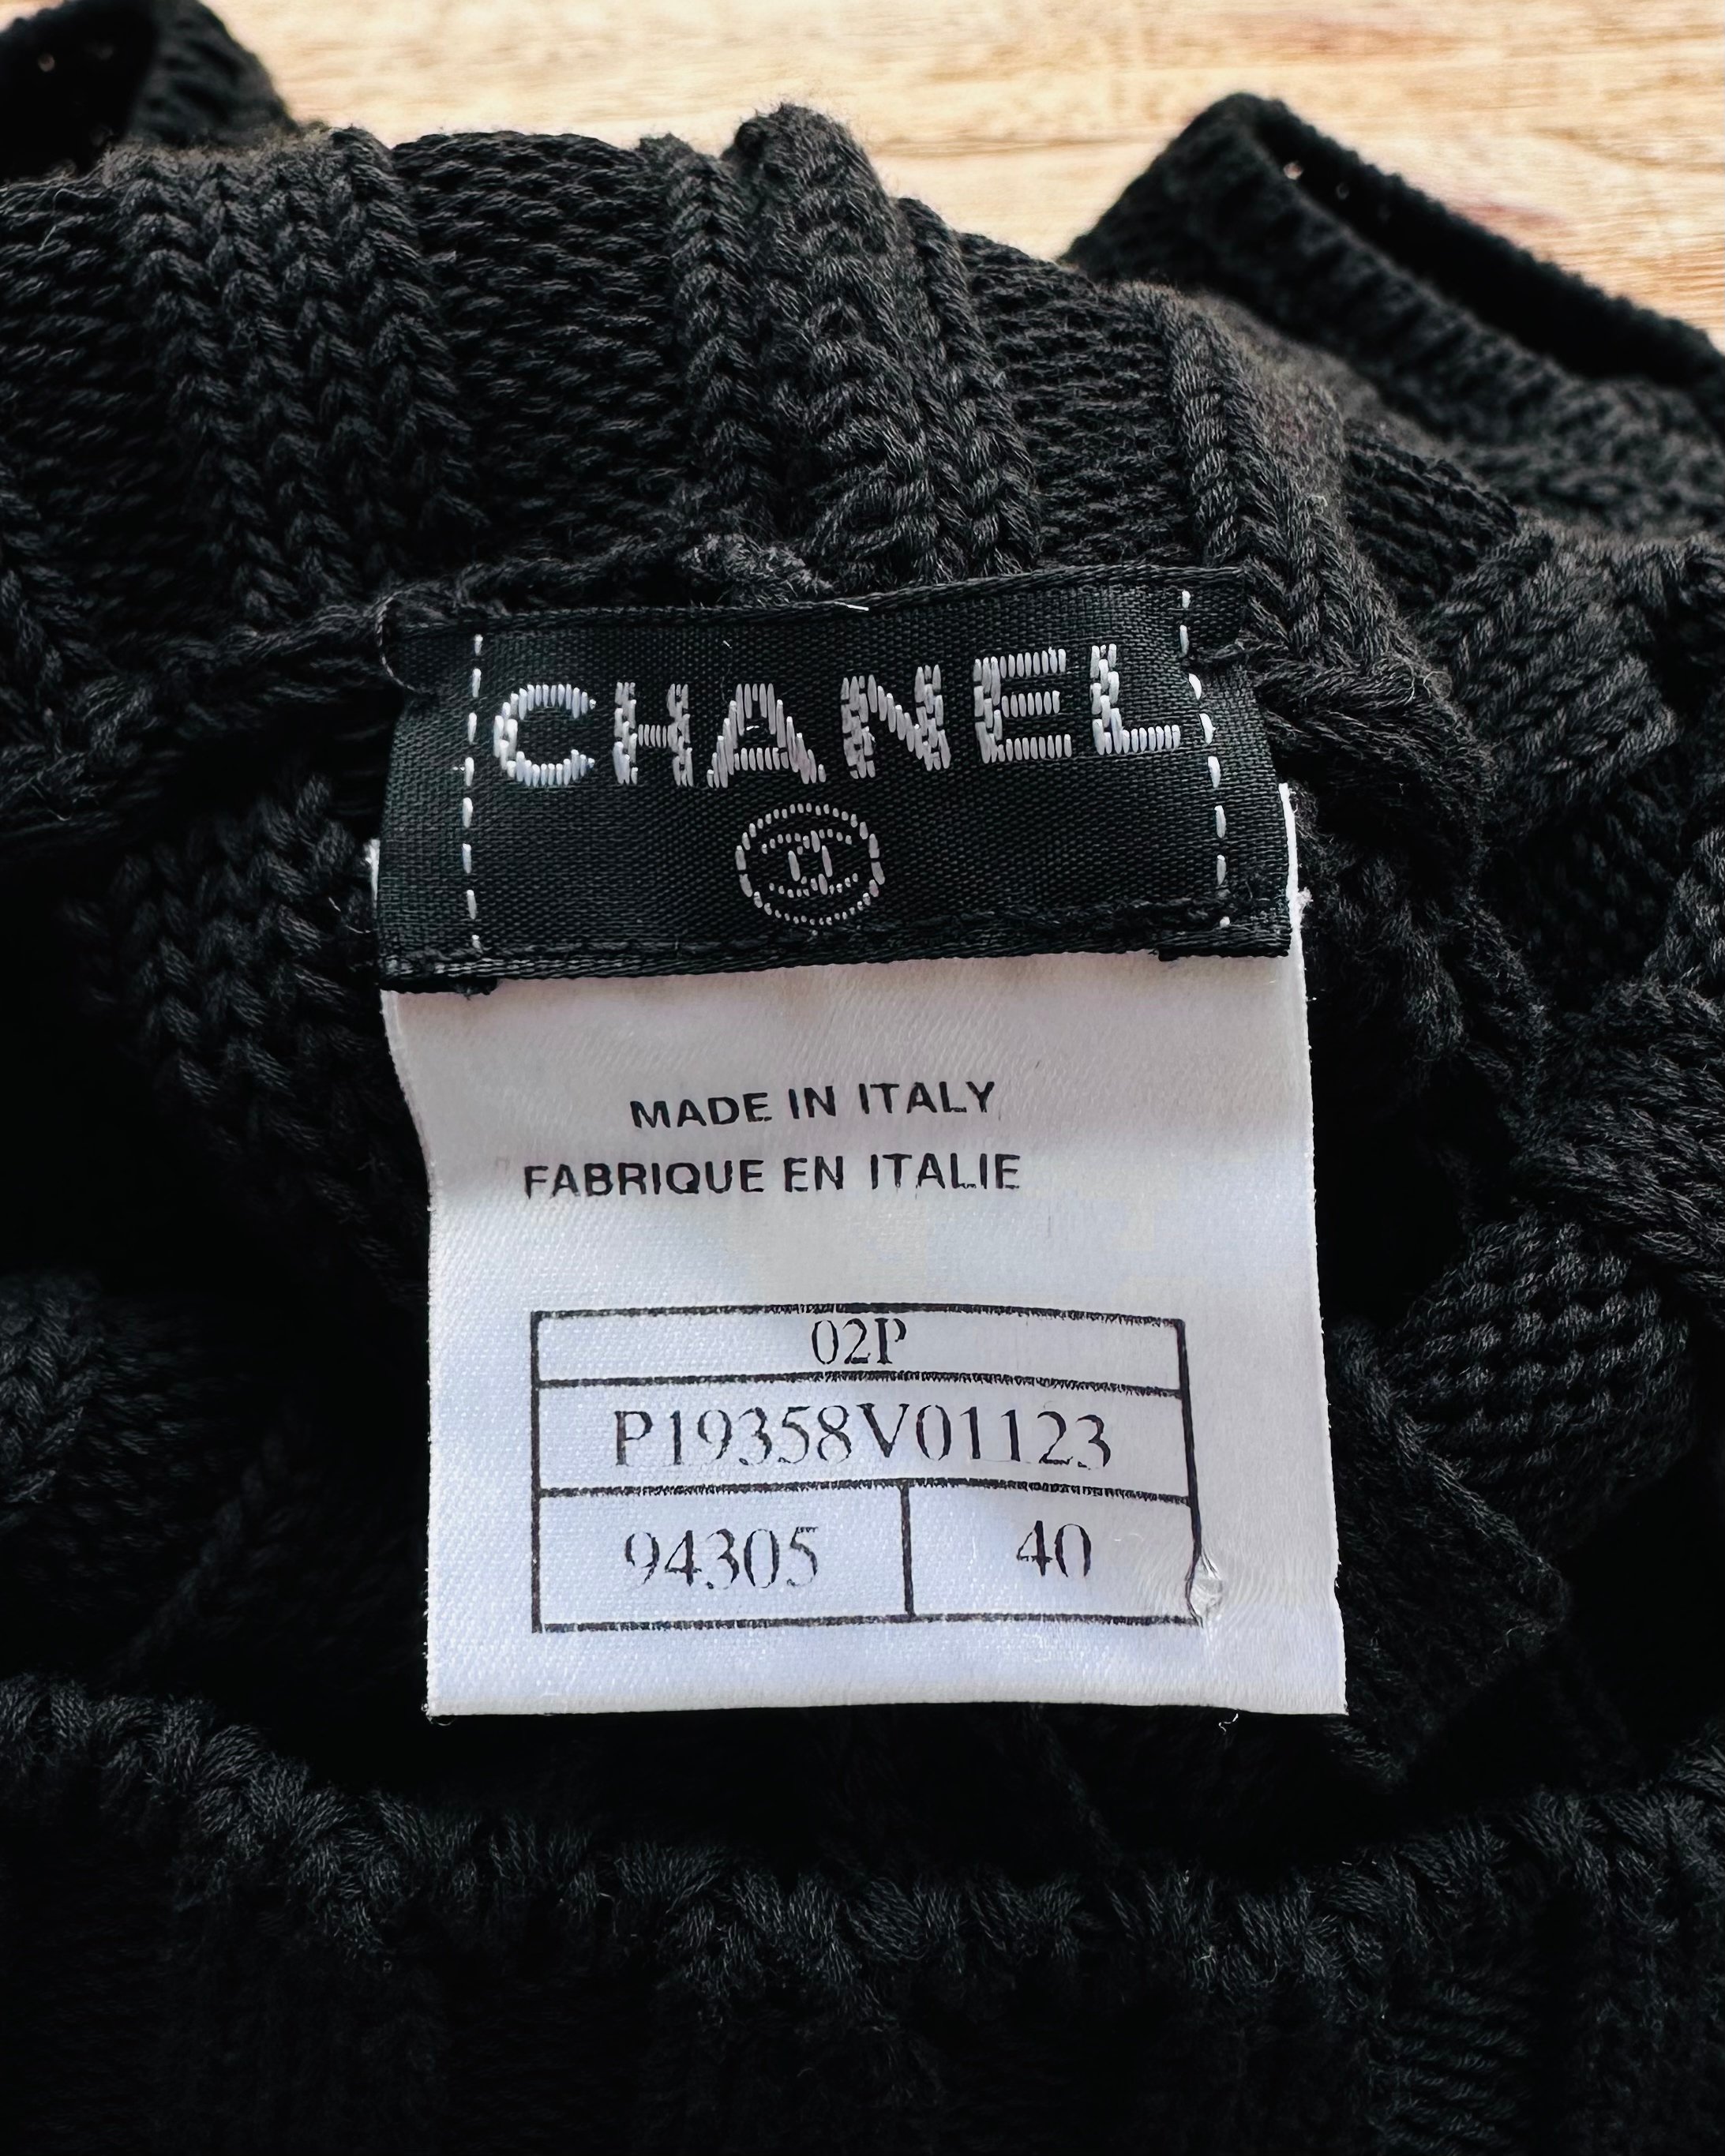 CHANEL
MADE IN ITALY
FABRIQUE EN ITALIE
02P
P19358V01123
94305 40